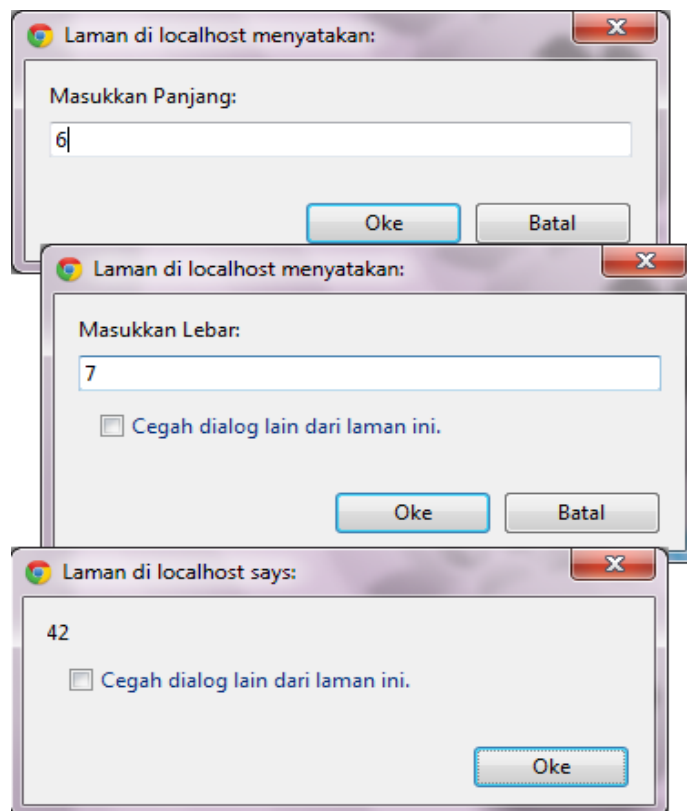 Laman di localhost menyatakan:
Masukkan Panjang:
6
Oke Batal
Laman di localhost menyatakan:
Masukkan Lebar:
7
Cegah dialog lain dari laman ini.
Oke Batal
Laman di localhost says:
42
Cegah dialog lain dari laman ini.
Oke